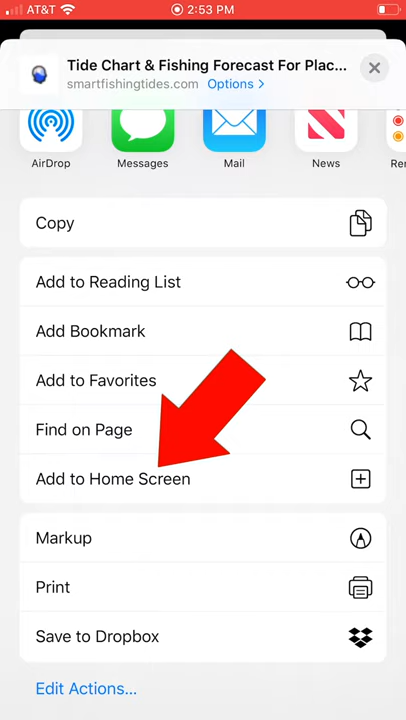 AT&T 2:53 PM
Tide Chart & Fishing Forecast For Plac...
smartfishingtides.com Options >
AirDrop Messages Mail News
Copy
Add to Reading List
Add Bookmark
Add to Favorites
Find on Page
Add to Home Screen
Markup
Print
Save to Dropbox
Edit Actions...